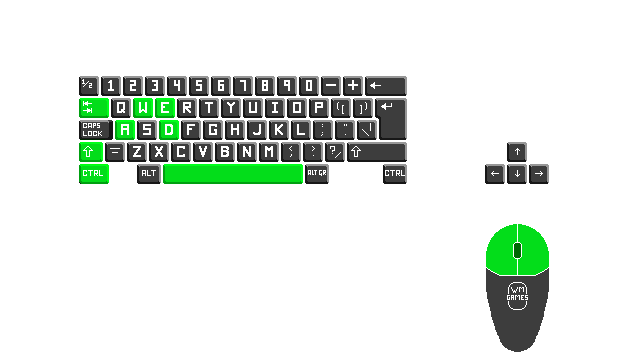 ½ 1 2 3 4 5 6 7 8 9 0 − + ←
Q W E R T Y U I O P ( [ ) ]
CAPS LOCK A S D F G H J K L ; " \
⇧ Z X C V B N M < ; > : ?/ ⇧
CTRL ALT ALT GR CTRL
↑
← ↓ →
WM
GAMES